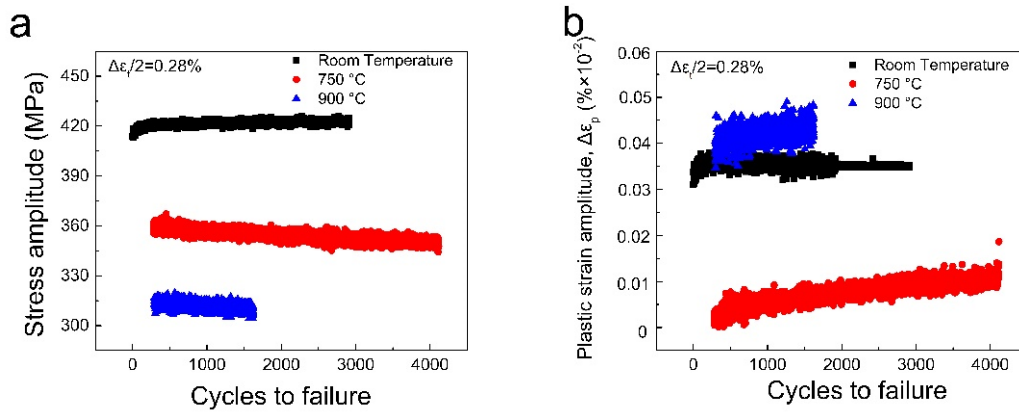 a
Δεt/2=0.28%
Room Temperature
750 °C
900 °C
450
420
390
360
330
300
0 1000 2000 3000 4000
Stress amplitude (MPa)
Cycles to failure
b
Δεt/2=0.28%
Room Temperature
750 °C
900 °C
0.06
0.05
0.04
0.03
0.02
0.01
0
0 1000 2000 3000 4000
Plastic strain amplitude, Δεp (%×10-2)
Cycles to failure